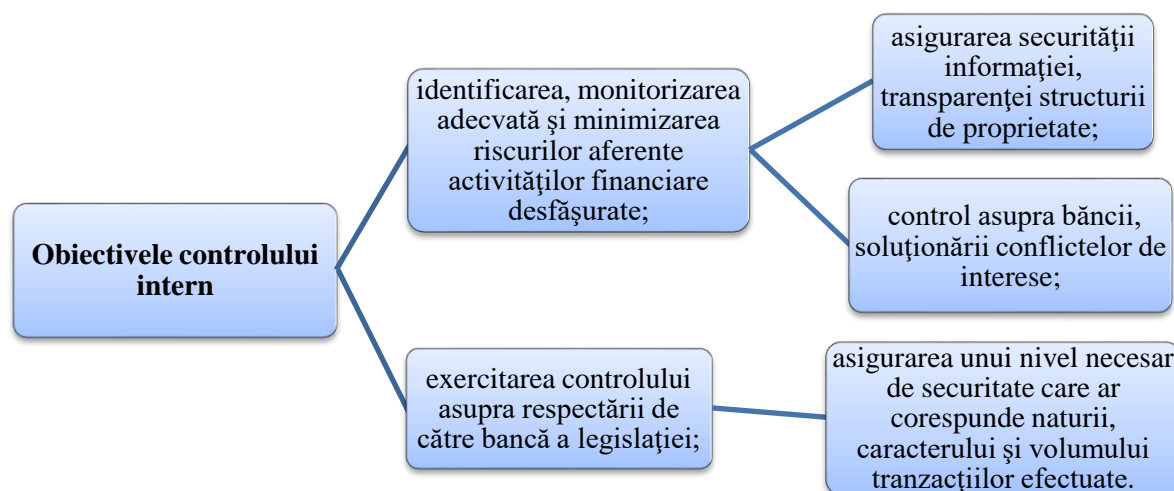 Obiectivele controlului
intern
identificarea, monitorizarea
adecvată şi minimizarea
riscurilor aferente
activităţilor financiare
desfăşurate;
asigurarea securităţii
informaţiei,
transparenţei structurii
de proprietate;
control asupra băncii,
soluţionării conflictelor de
interese;
exercitarea controlului
asupra respectării de
către bancă a legislaţiei;
asigurarea unui nivel necesar
de securitate care ar
corespunde naturii,
caracterului şi volumului
tranzacţiilor efectuate.